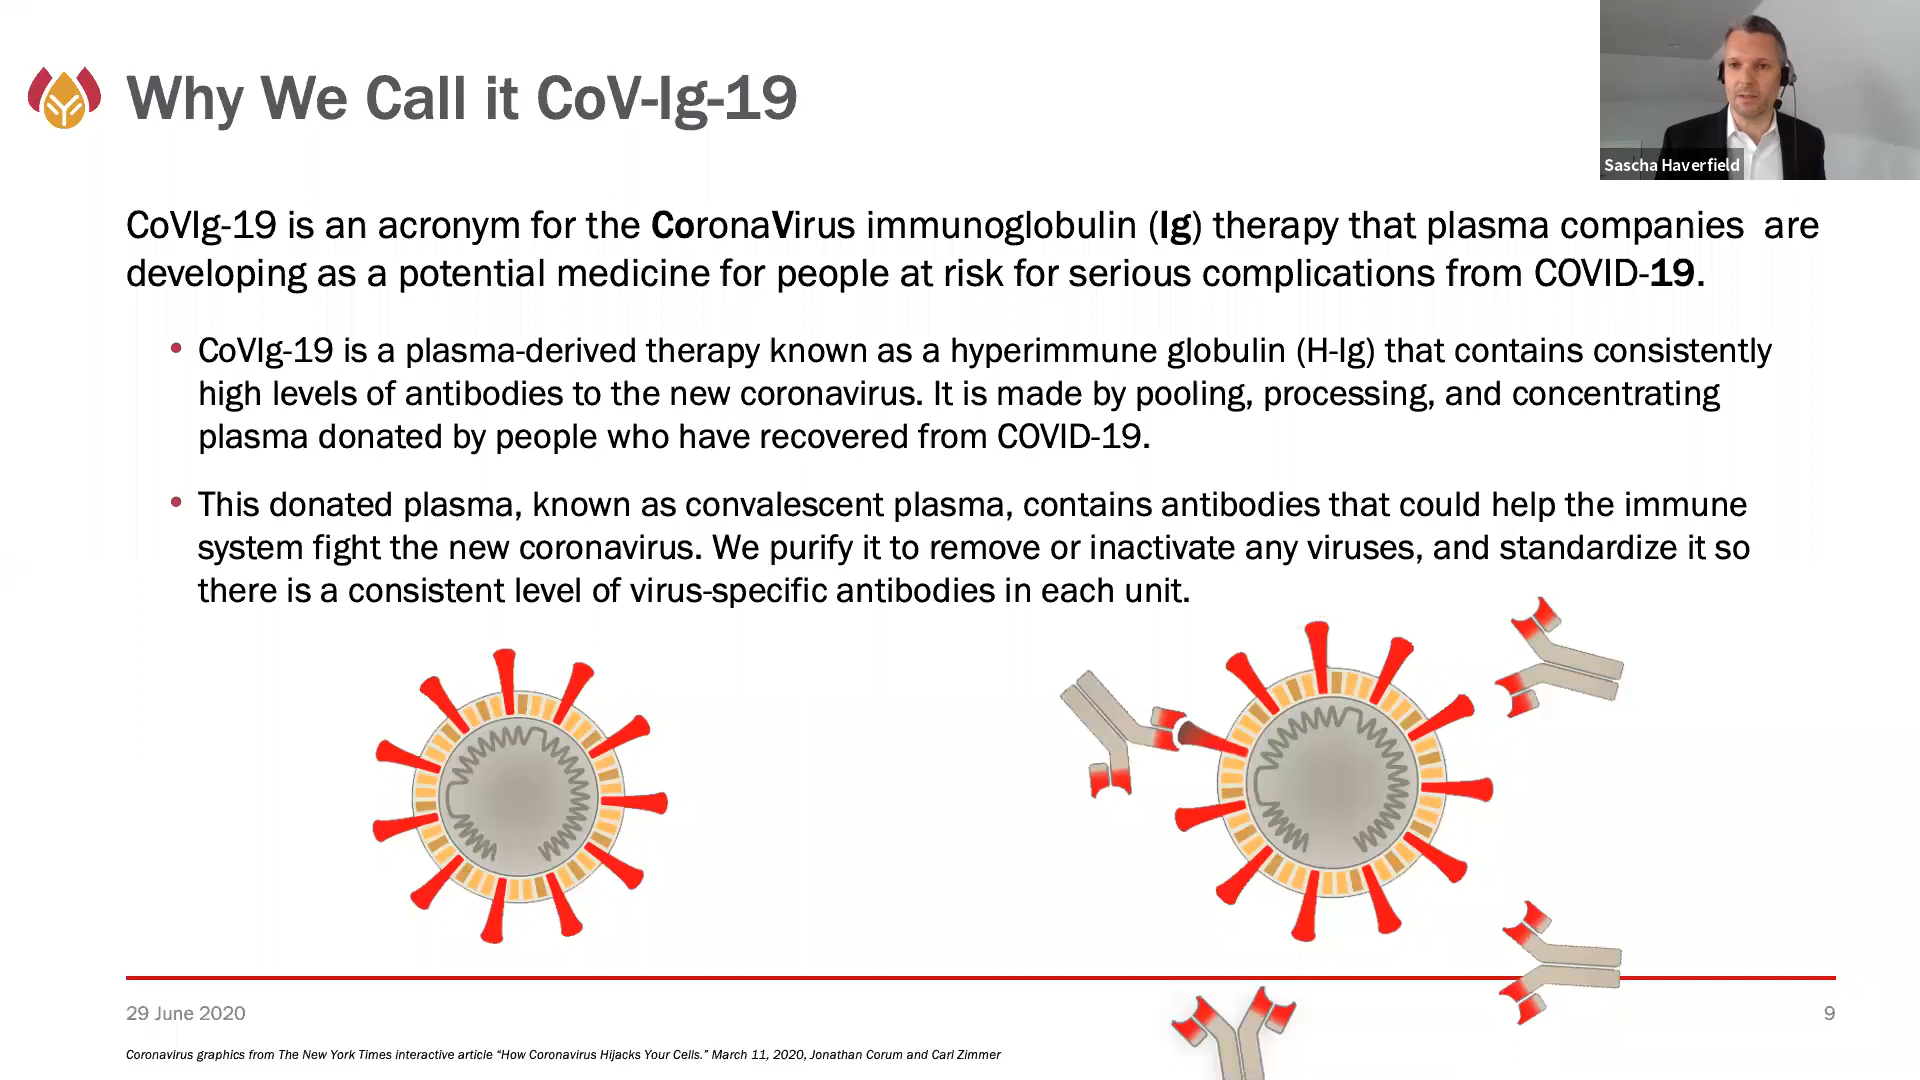 Why We Call it CoV-Ig-19
Sascha Haverfield
CoVIg-19 is an acronym for the CoronaVirus immunoglobulin (Ig) therapy that plasma companies are
developing as a potential medicine for people at risk for serious complications from COVID-19.
• CoVIg-19 is a plasma-derived therapy known as a hyperimmune globulin (H-Ig) that contains consistently
high levels of antibodies to the new coronavirus. It is made by pooling, processing, and concentrating
plasma donated by people who have recovered from COVID-19.
• This donated plasma, known as convalescent plasma, contains antibodies that could help the immune
system fight the new coronavirus. We purify it to remove or inactivate any viruses, and standardize it so
there is a consistent level of virus-specific antibodies in each unit.
29 June 2020
9
Coronavirus graphics from The New York Times interactive article “How Coronavirus Hijacks Your Cells.” March 11, 2020, Jonathan Corum and Carl Zimmer